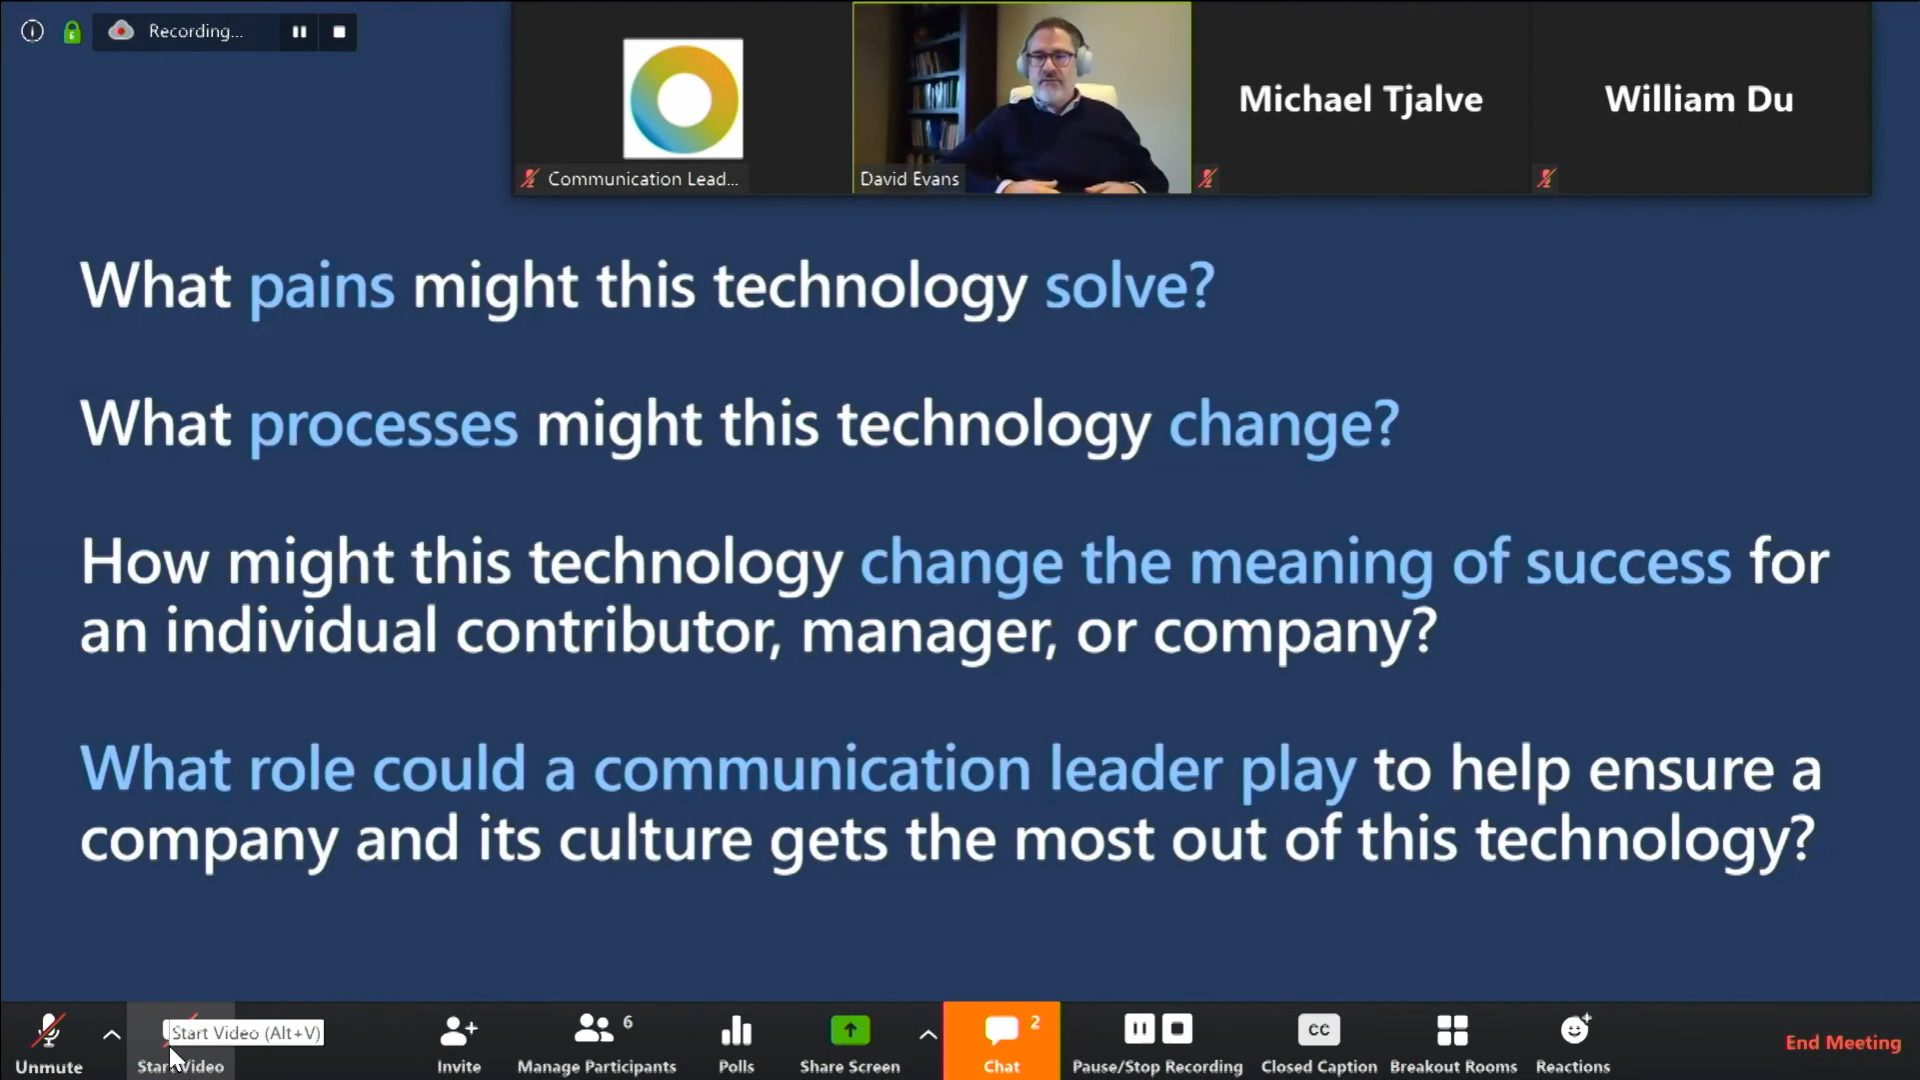 Recording...
Communication Lead...
David Evans
Michael Tjalve
William Du
What pains might this technology solve?
What processes might this technology change?
How might this technology change the meaning of success for
an individual contributor, manager, or company?
What role could a communication leader play to help ensure a
company and its culture gets the most out of this technology?
Start Video (Alt+V)
Unmute
Start Video
Invite
6
Manage Participants
Polls
Share Screen
2
Chat
Pause/Stop Recording
CC
Closed Caption
Breakout Rooms
Reactions
End Meeting